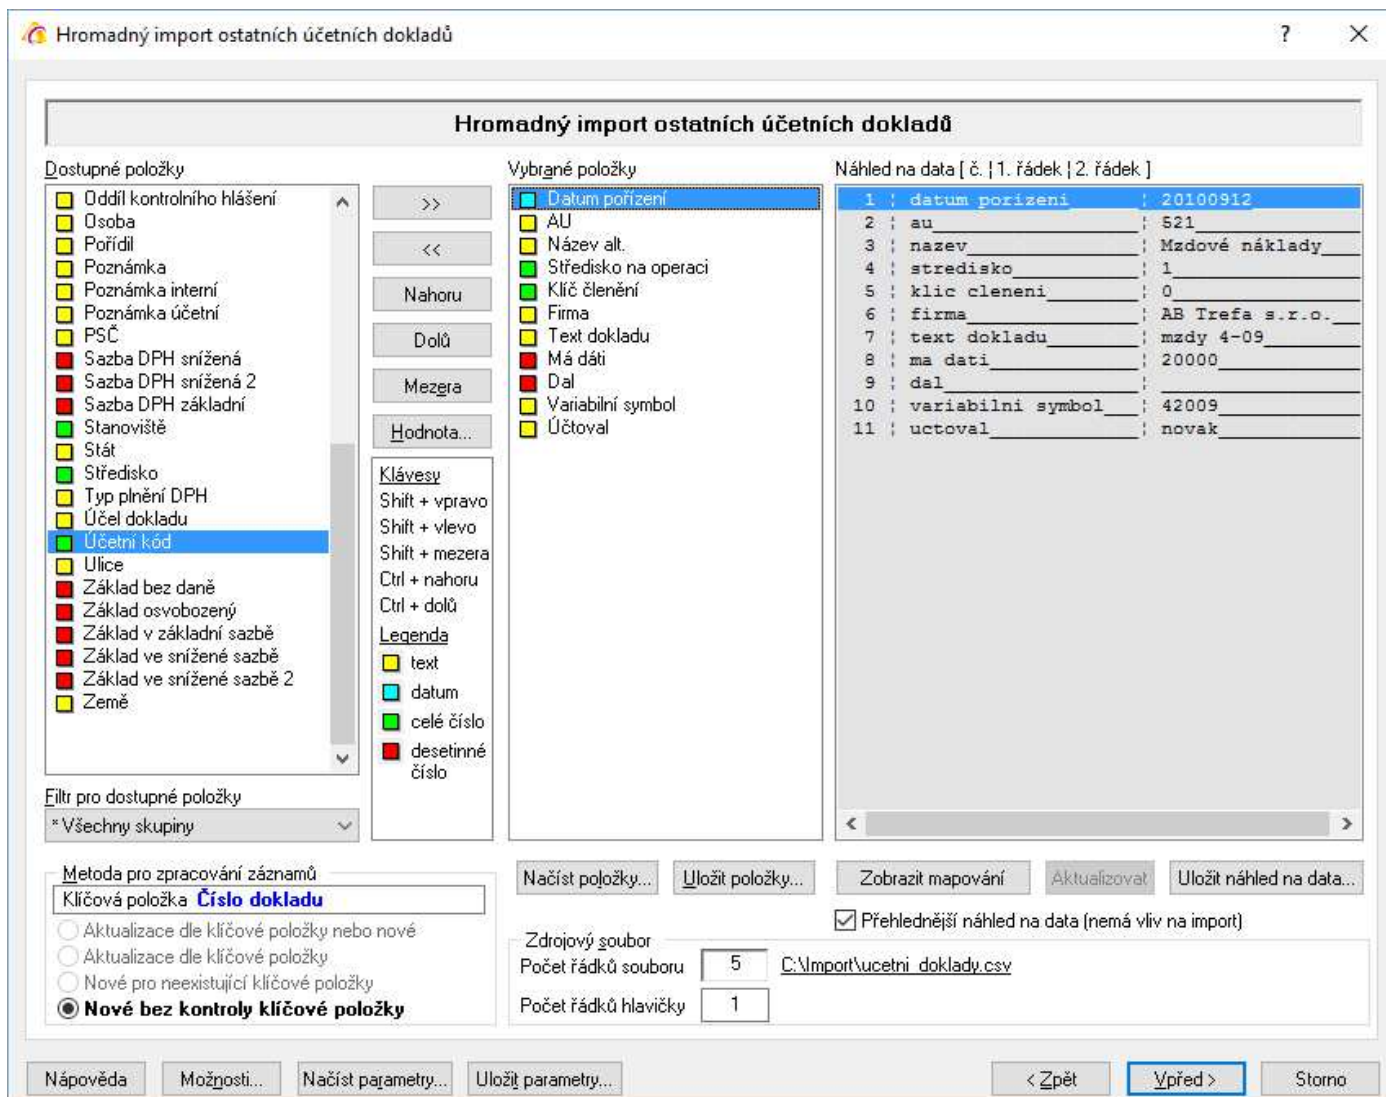 Hromadný import ostatních účetních dokladů
?
Hromadný import ostatních účetních dokladů
Dostupné položky
Oddíl kontrolního hlášení
Osoba
Pořídil
Poznámka
Poznámka interní
Poznámka účetní
PSČ
Sazba DPH snížená
Sazba DPH snížená 2
Sazba DPH základní
Stanoviště
Stát
Středisko
Typ plnění DPH
Účel dokladu
Účetní kód
Ulice
Základ bez daně
Základ osvobozený
Základ v základní sazbě
Základ ve snížené sazbě
Základ ve snížené sazbě 2
Země
Filtr pro dostupné položky
* Všechny skupiny
>>
<<
Nahoru
Dolů
Mezera
Hodnota...
Klávesy
Shift + vpravo
Shift + vlevo
Shift + mezera
Ctrl + nahoru
Ctrl + dolů
Legenda
text
datum
celé číslo
desetinné
číslo
Vybrané položky
Datum pořízení
AU
Název alt.
Středisko na operaci
Klíč členění
Firma
Text dokladu
Má dáti
Dal
Variabilní symbol
Účtoval
Náhled na data [ č. ¦ 1. řádek ¦ 2. řádek ]
1 ¦ datum porizeni____¦ 20100912
2 ¦ au________________¦ 521
3 ¦ nazev_____________¦ Mzdové náklady
4 ¦ stredisko_________¦ 1
5 ¦ klic cleneni______¦ 0
6 ¦ firma_____________¦ AB Trefa s.r.o.
7 ¦ text dokladu______¦ mzdy 4-09
8 ¦ ma dati___________¦ 20000
9 ¦ dal_______________¦
10 ¦ variabilni symbol___¦ 42009
11 ¦ uctoval___________¦ novak
Metoda pro zpracování záznamů
Klíčová položka Číslo dokladu
Aktualizace dle klíčové položky nebo nové
Aktualizace dle klíčové položky
Nové pro neexistující klíčové položky
Nové bez kontroly klíčové položky
Načíst položky... Uložit položky...
Zobrazit mapování Aktualizovat Uložit náhled na data...
Přehlednější náhled na data (nemá vliv na import)
Zdrojový soubor
Počet řádků souboru 5 C:\Import\ucetni_doklady.csv
Počet řádků hlavičky 1
Nápověda Možnosti... Načíst parametry... Uložit parametry... < Zpět Vpřed > Storno